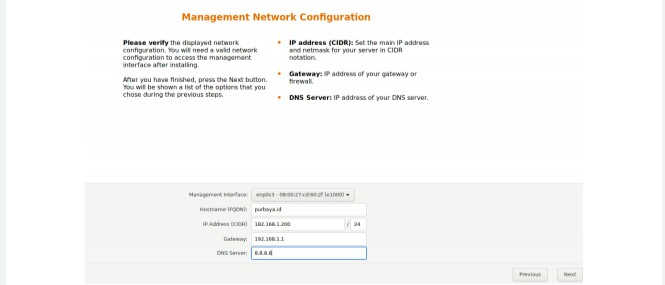 Management Network Configuration
Please verify the displayed network
configuration. You will need a valid network
configuration to access the management
interface after installing.
After you have finished, press the Next button.
You will be shown a list of the options that you
chose during the previous steps.
IP address (CIDR): Set the main IP address
and netmask for your server in CIDR
notation.
Gateway: IP address of your gateway or
firewall.
DNS Server: IP address of your DNS server.
Management Interface: enp0s3 - 08:00:27:cd:60:2f (e1000)
Hostname (FQDN): purbaya.id
IP Address (CIDR) 192.168.1.200 / 24
Gateway: 192.168.1.1
DNS Server: 8.8.8.8
Previous Next